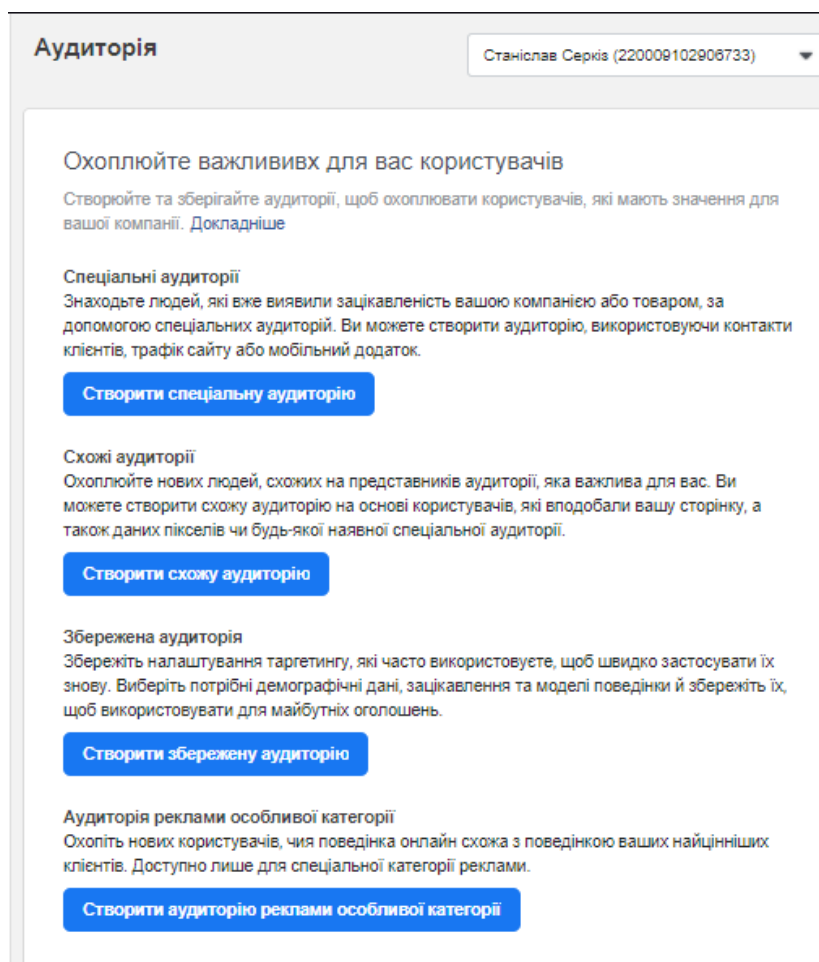 Аудиторія
Станіслав Серкіз (220009102906733)
Охоплюйте важлививх для вас користувачів
Створюйте та зберігайте аудиторії, щоб охоплювати користувачів, які мають значення для
вашої компанії. Докладніше
Спеціальні аудиторії
Знаходьте людей, які вже виявили зацікавленість вашою компанією або товаром, за
допомогою спеціальних аудиторій. Ви можете створити аудиторію, використовуючи контакти
клієнтів, трафік сайту або мобільний додаток.
Створити спеціальну аудиторію
Схожі аудиторії
Охоплюйте нових людей, схожих на представників аудиторії, яка важлива для вас. Ви
можете створити схожу аудиторію на основі користувачів, які вподобали вашу сторінку, а
також даних пікселів чи будь-якої наявної спеціальної аудиторії.
Створити схожу аудиторію
Збережена аудиторія
Збережіть налаштування таргетингу, які часто використовуєте, щоб швидко застосувати їх
знову. Виберіть потрібні демографічні дані, зацікавлення та моделі поведінки й збережіть їх,
щоб використовувати для майбутніх оголошень.
Створити збережену аудиторію
Аудиторія реклами особливої категорії
Охопіть нових користувачів, чия поведінка онлайн схожа з поведінкою ваших найцінніших
клієнтів. Доступно лише для спеціальної категорії реклами.
Створити аудиторію реклами особливої категорії